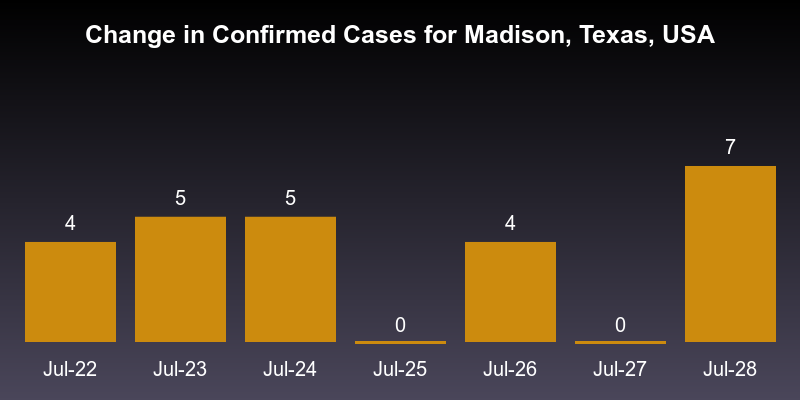 Change in Confirmed Cases for Madison, Texas, USA
4 5 5 0 4 0 7
Jul-22 Jul-23 Jul-24 Jul-25 Jul-26 Jul-27 Jul-28